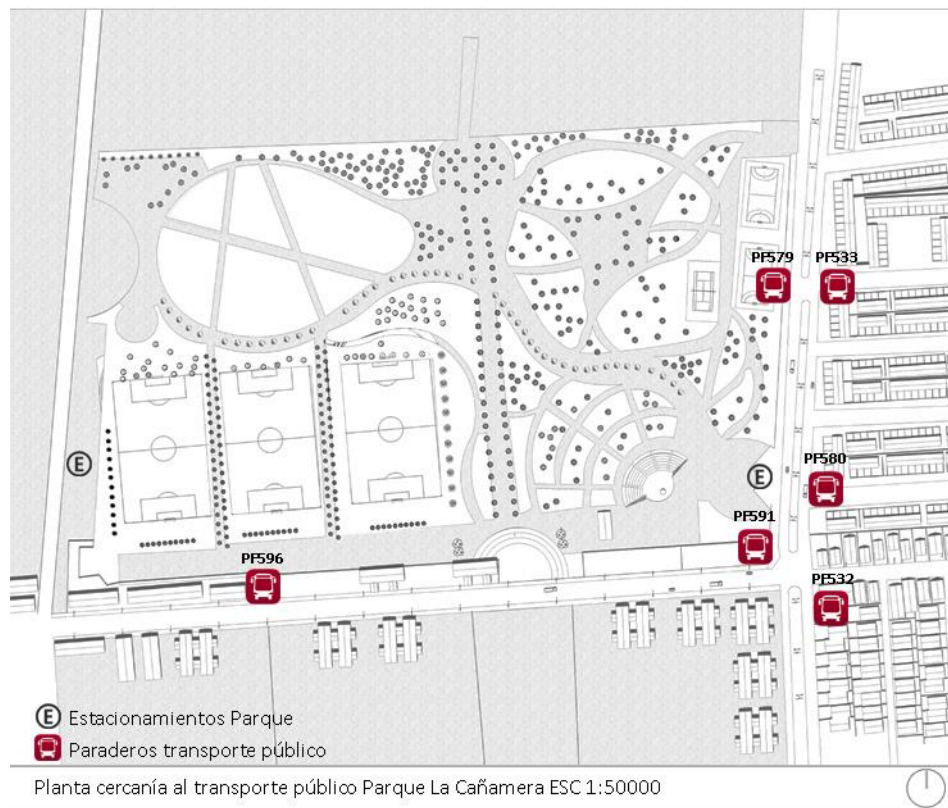 PF579
PF533
E
E
PF580
PF591
PF596
PF532
E Estacionamientos Parque
Paraderos transporte público
Planta cercanía al transporte público Parque La Cañamera ESC 1:50000